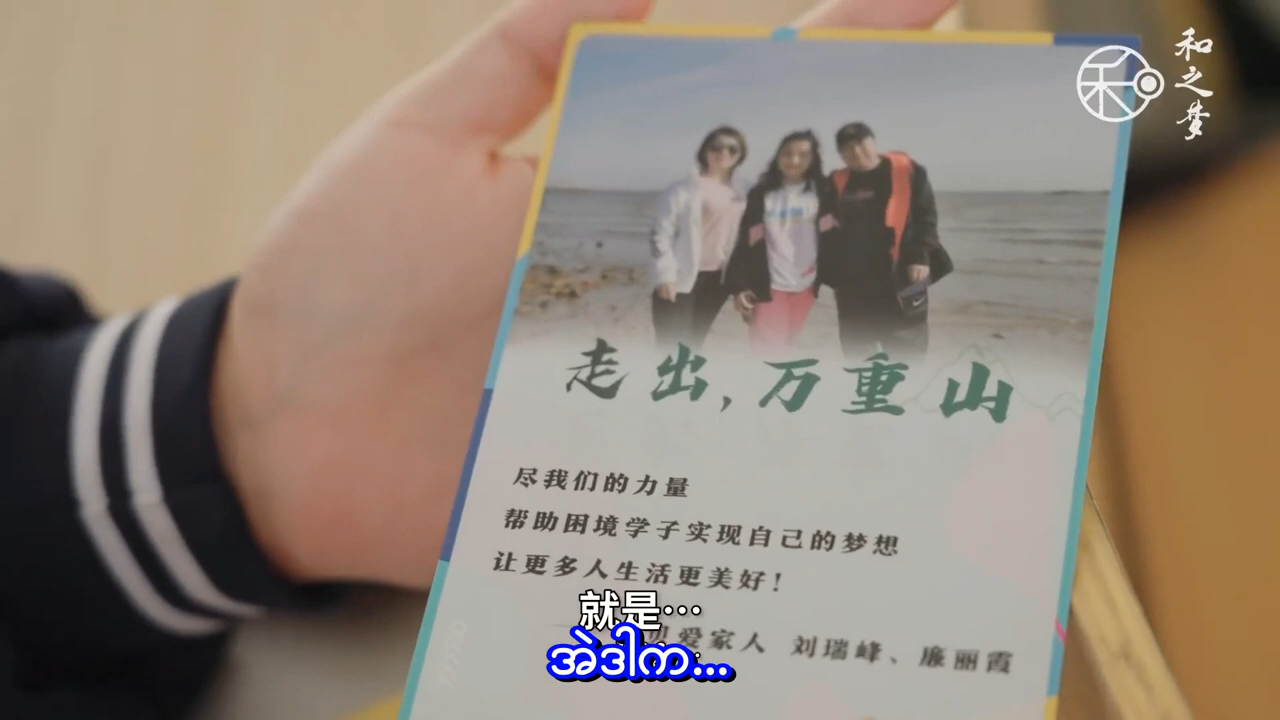 和之梦
走出，万重山
尽我们的力量
帮助困境学子实现自己的梦想
让更多人生活更美好！
爱家人 刘瑞峰、廉丽霞
就是…
အဲဒါက...